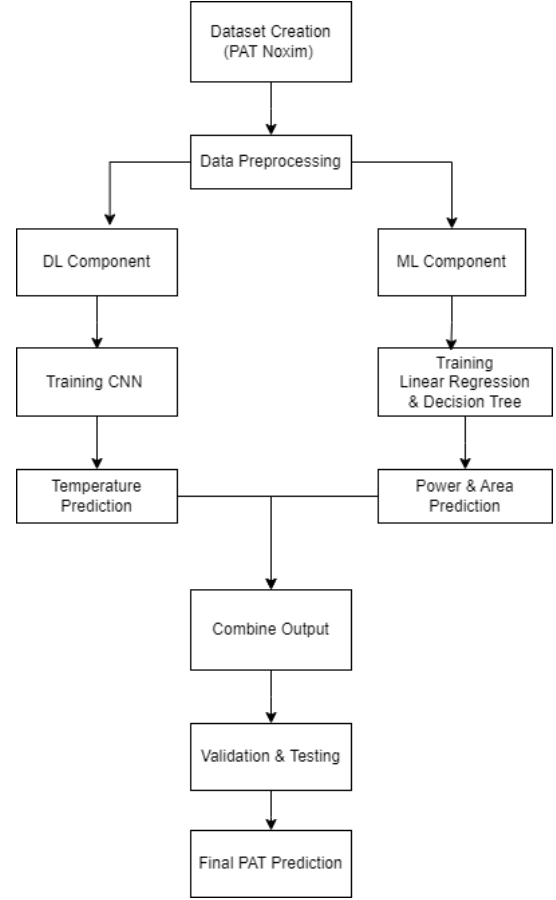 Dataset Creation
(PAT Noxim)
Data Preprocessing
DL Component
ML Component
Training CNN
Training
Linear Regression
& Decision Tree
Temperature
Prediction
Power & Area
Prediction
Combine Output
Validation & Testing
Final PAT Prediction